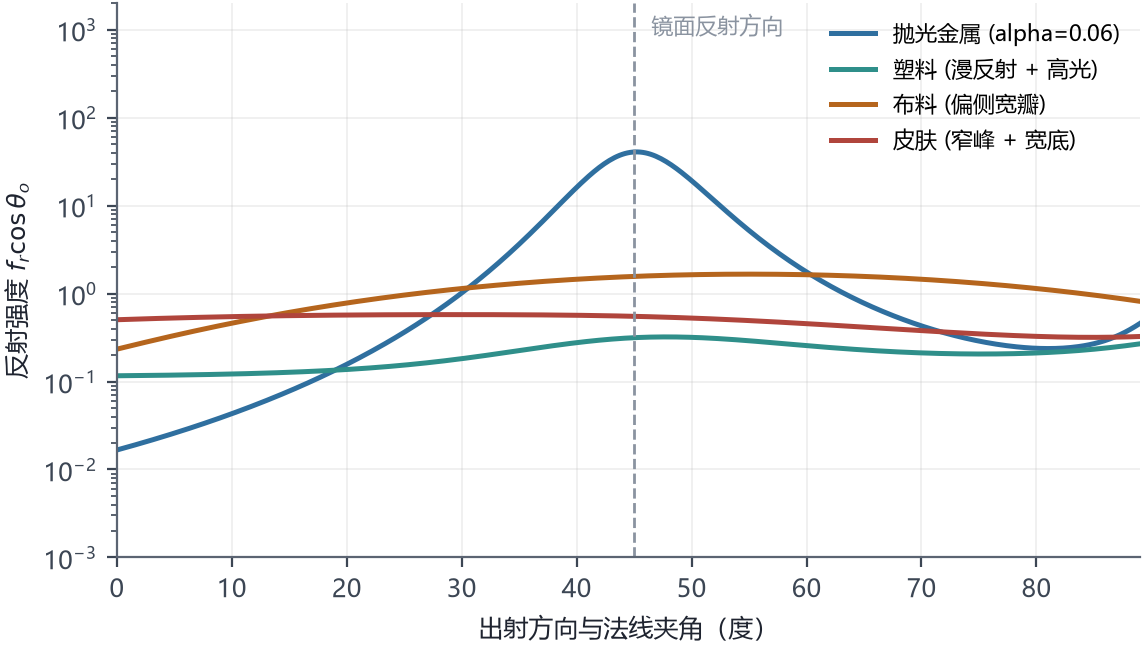 镜面反射方向
抛光金属 (alpha=0.06)
塑料 (漫反射 + 高光)
布料 (偏侧宽瓣)
皮肤 (窄峰 + 宽底)
反射强度 fᵣcos θₒ
10³
10²
10¹
10⁰
10⁻¹
10⁻²
10⁻³
0 10 20 30 40 50 60 70 80
出射方向与法线夹角（度）